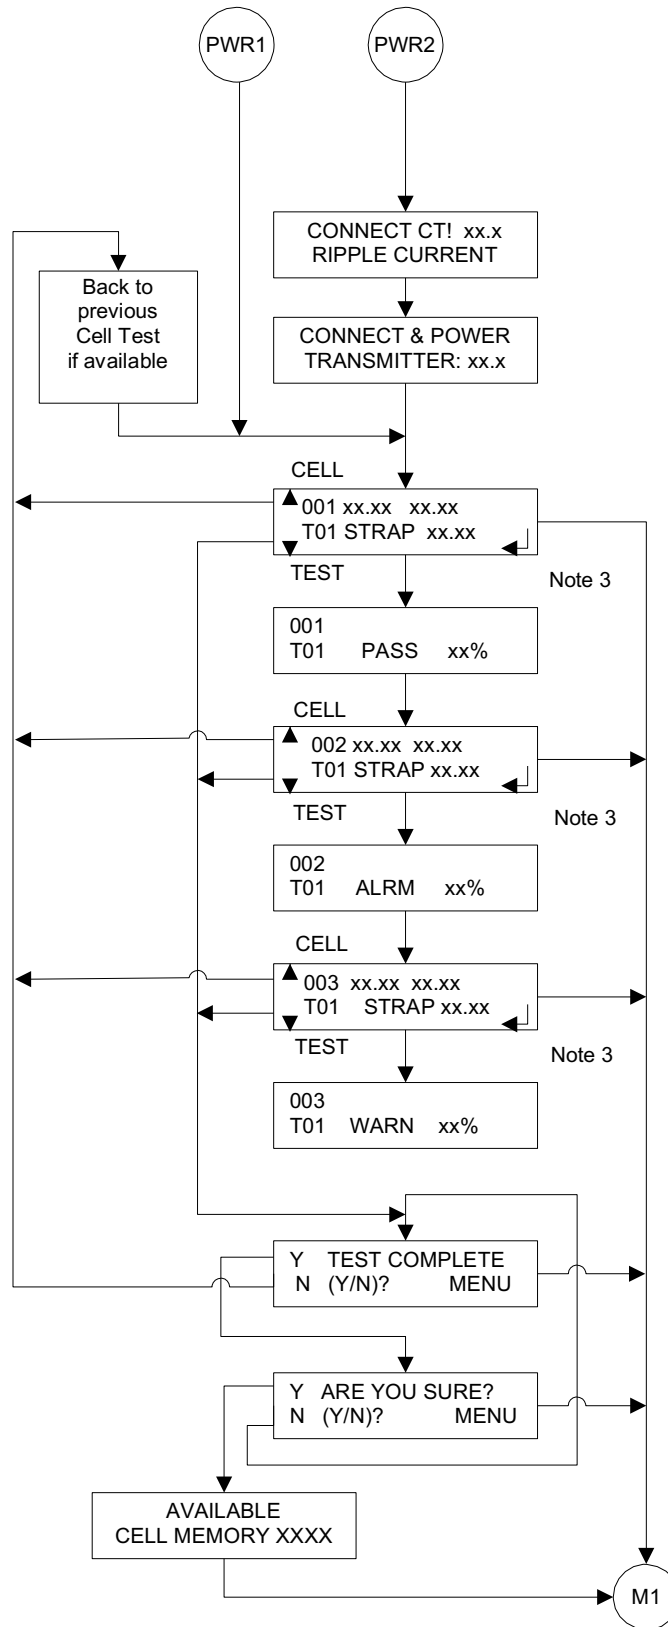 PWR1
PWR2
CONNECT CT! xx.x
RIPPLE CURRENT
Back to
previous
Cell Test
if available
CONNECT & POWER
TRANSMITTER: xx.x
CELL
001 xx.xx xx.xx
T01 STRAP xx.xx
TEST
Note 3
001
T01 PASS xx%
CELL
002 xx.xx xx.xx
T01 STRAP xx.xx
TEST
Note 3
002
T01 ALRM xx%
CELL
003 xx.xx xx.xx
T01 STRAP xx.xx
TEST
Note 3
003
T01 WARN xx%
Y TEST COMPLETE
N (Y/N)? MENU
Y ARE YOU SURE?
N (Y/N)? MENU
AVAILABLE
CELL MEMORY XXXX
M1